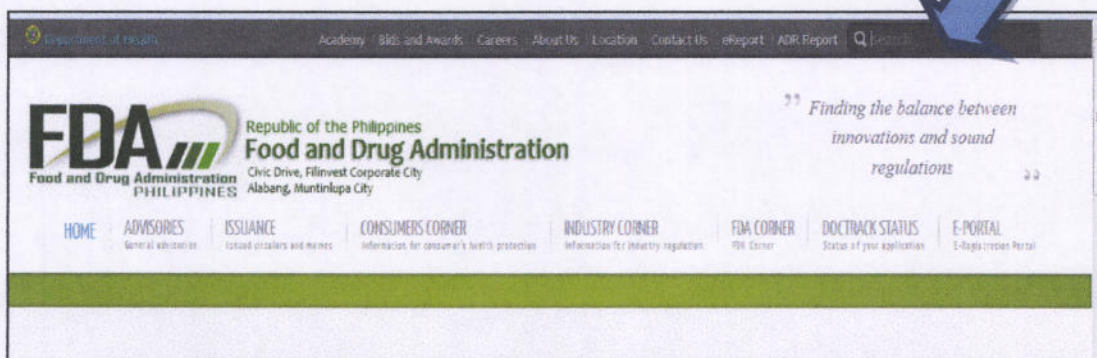 Department of Health
Academy Bids and Awards Careers About Us Location Contact Us eReport ADR Report Search
FDA
Food and Drug Administration
PHILIPPINES
Republic of the Philippines
Food and Drug Administration
Civic Drive, Filinvest Corporate City
Alabang, Muntinlupa City
" Finding the balance between
innovations and sound
regulations "
HOME ADVISORIES ISSUANCE CONSUMERS CORNER INDUSTRY CORNER FDA CORNER DOCTRACK STATUS E-PORTAL
General advisories Issued circulars and memos Information for consumer's health protection Information for industry regulation FDA Corner Status of your application E-Registration Portal